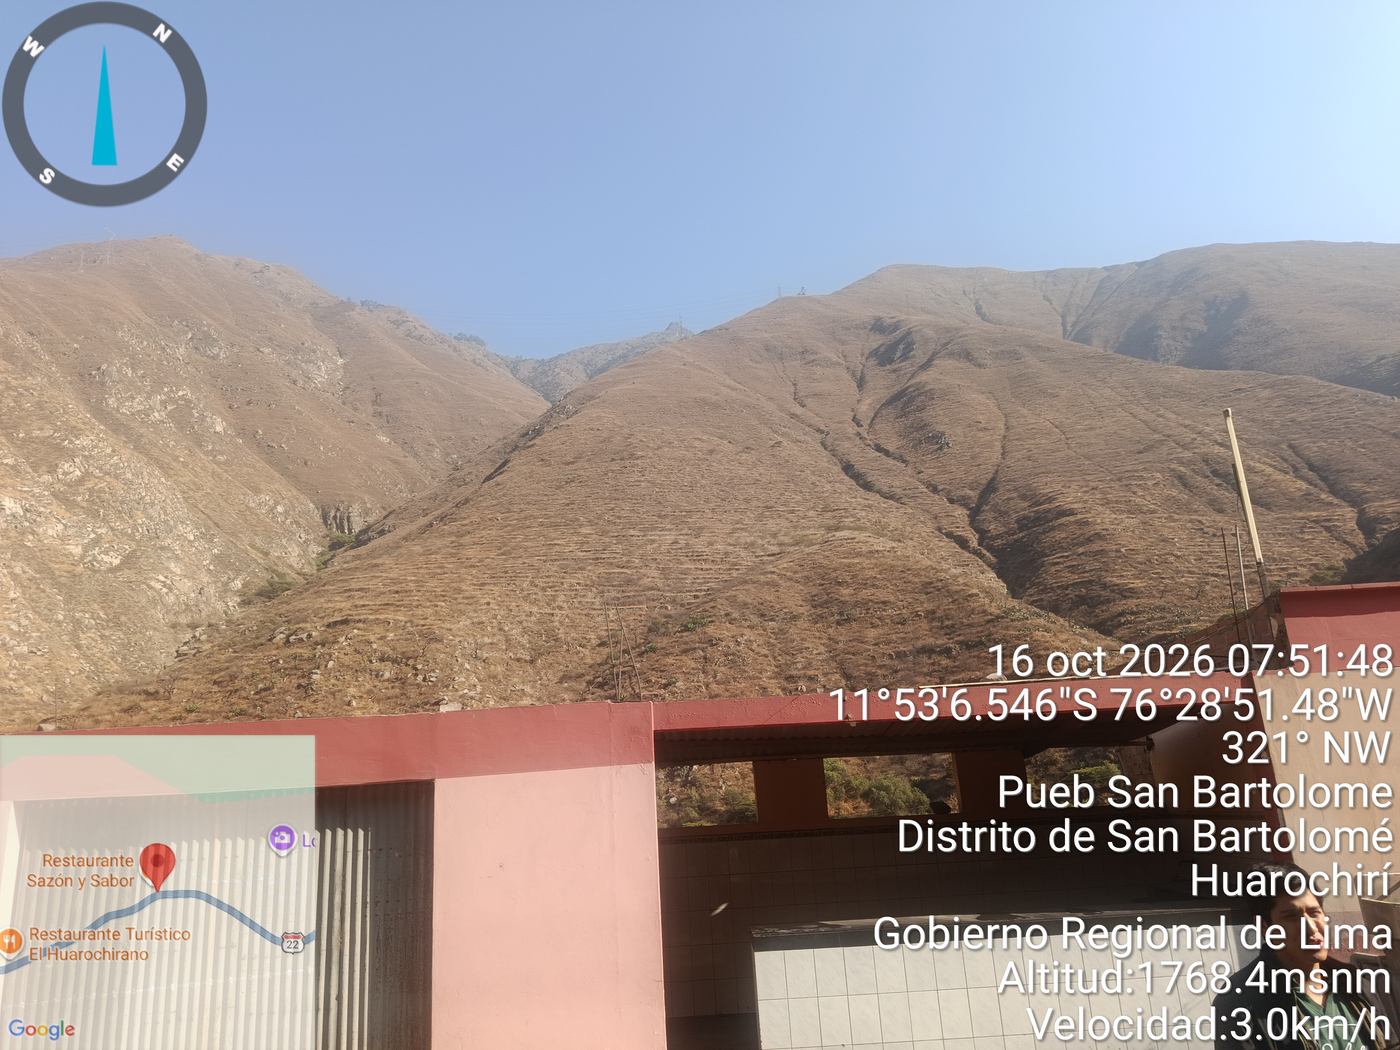 N
W
E
S
16 oct 2026 07:51:48
11°53'6.546"S 76°28'51.48"W
321° NW
Pueb San Bartolome
Distrito de San Bartolomé
Huarochirí
Gobierno Regional de Lima
Altitud:1768.4msnm
Velocidad:3.0km/h
Restaurante
Sazón y Sabor
Lo
22
Restaurante Turístico
El Huarochirano
Google